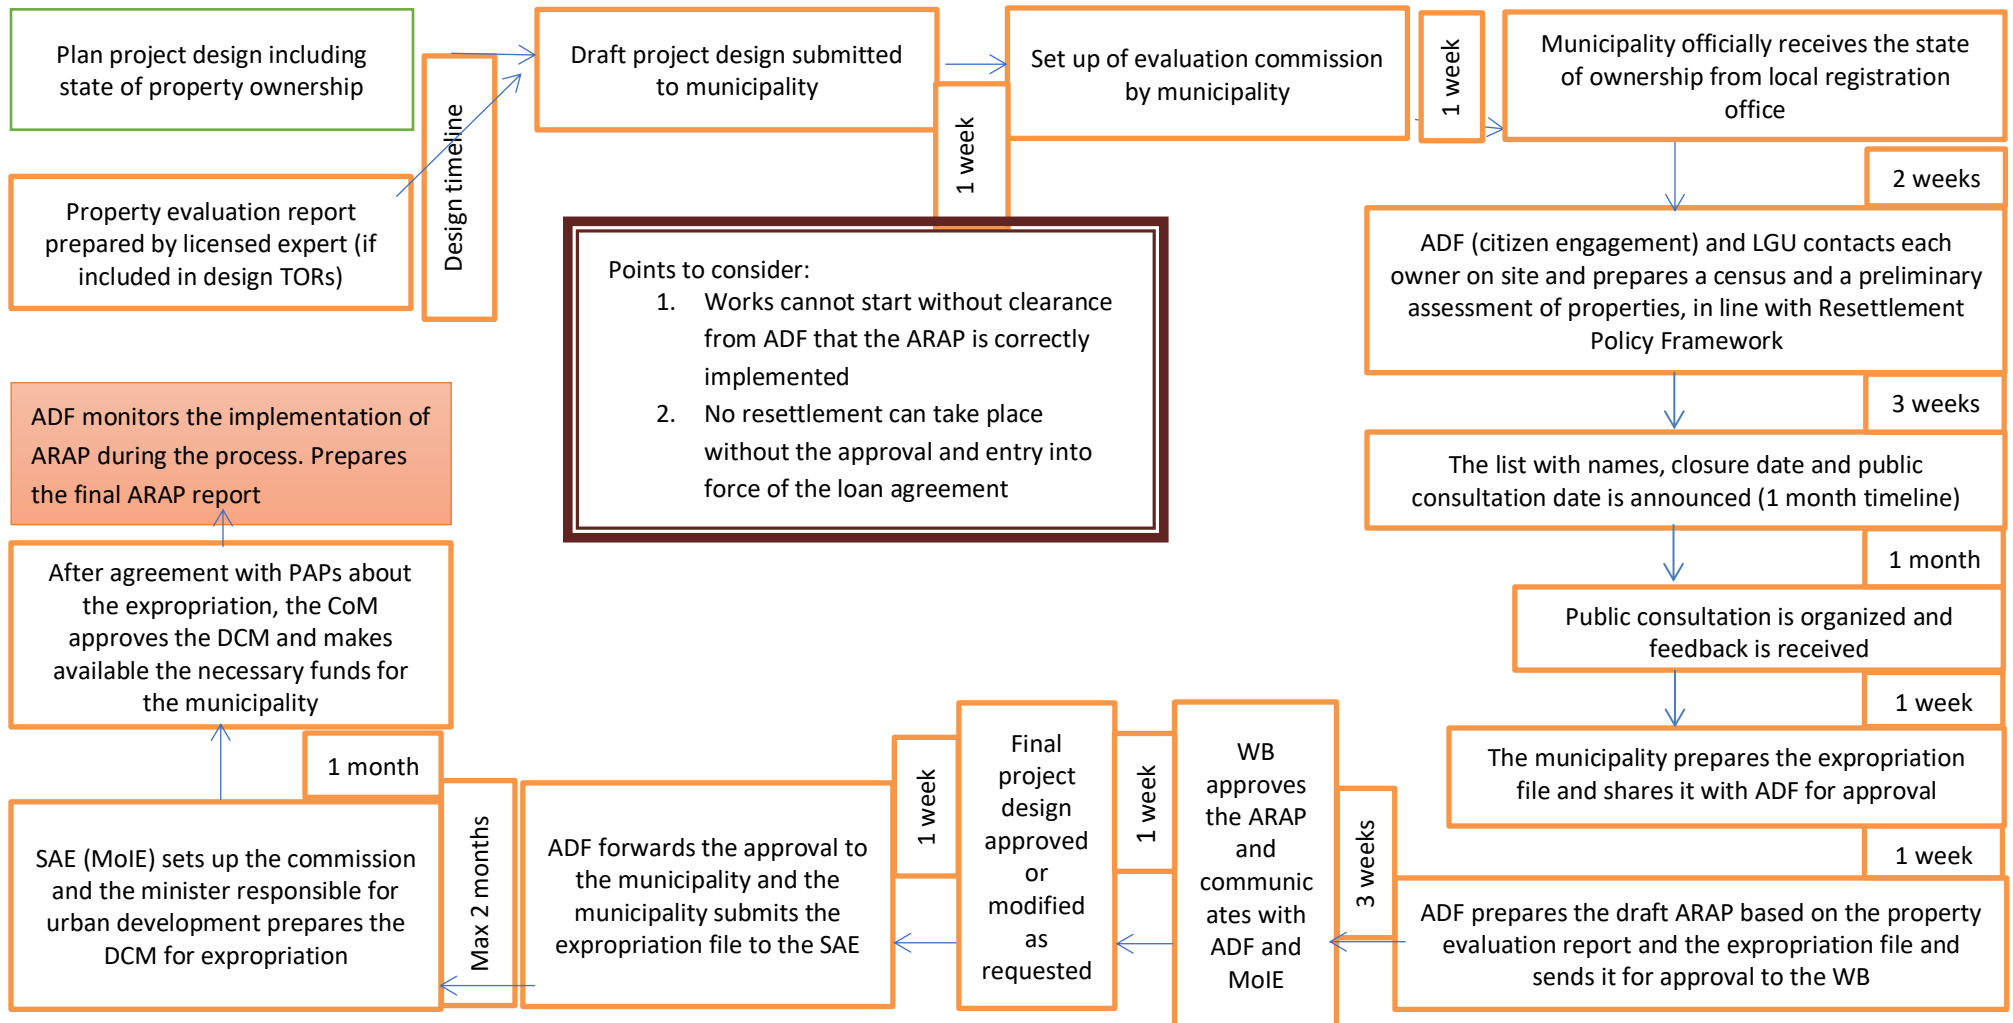 Plan project design including
state of property ownership
Property evaluation report
prepared by licensed expert (if
included in design TORs)
Design timeline
Draft project design submitted
to municipality
1 week
Set up of evaluation commission
by municipality
1 week
Municipality officially receives the state
of ownership from local registration
office
2 weeks
ADF (citizen engagement) and LGU contacts each
owner on site and prepares a census and a preliminary
assessment of properties, in line with Resettlement
Policy Framework
3 weeks
The list with names, closure date and public
consultation date is announced (1 month timeline)
1 month
Public consultation is organized and
feedback is received
1 week
The municipality prepares the expropriation
file and shares it with ADF for approval
1 week
ADF prepares the draft ARAP based on the property
evaluation report and the expropriation file and
sends it for approval to the WB
3 weeks
WB
approves
the ARAP
and
communic
ates with
ADF and
MoIE
1 week
Final
project
design
approved
or
modified
as
requested
1 week
ADF forwards the approval to
the municipality and the
municipality submits the
expropriation file to the SAE
Max 2 months
SAE (MoIE) sets up the commission
and the minister responsible for
urban development prepares the
DCM for expropriation
1 month
After agreement with PAPs about
the expropriation, the CoM
approves the DCM and makes
available the necessary funds for
the municipality
ADF monitors the implementation of
ARAP during the process. Prepares
the final ARAP report
Points to consider:
1. Works cannot start without clearance
from ADF that the ARAP is correctly
implemented
2. No resettlement can take place
without the approval and entry into
force of the loan agreement